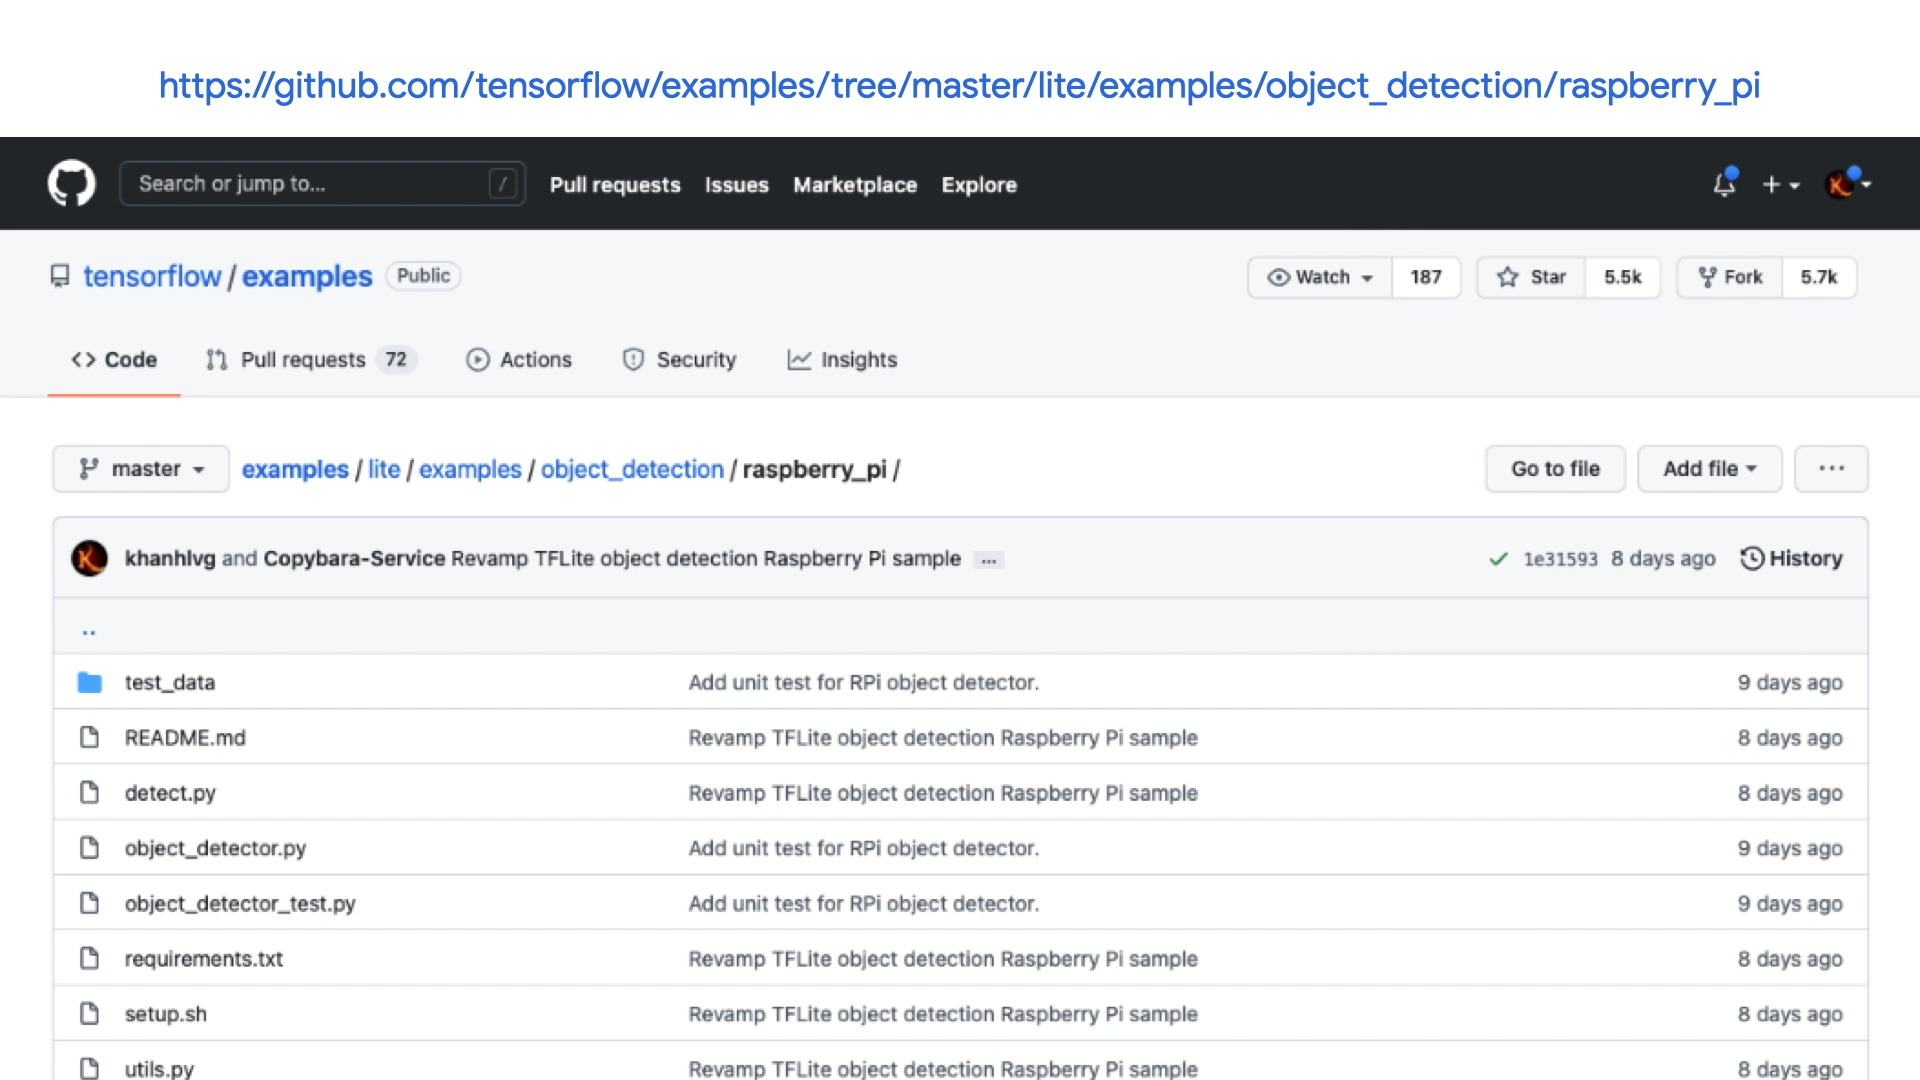 https://github.com/tensorflow/examples/tree/master/lite/examples/object_detection/raspberry_pi
Search or jump to... / Pull requests Issues Marketplace Explore
tensorflow / examples Public Watch 187 Star 5.5k Fork 5.7k
Code Pull requests 72 Actions Security Insights
master examples / lite / examples / object_detection / raspberry_pi / Go to file Add file ...
K khanhlvg and Copybara-Service Revamp TFLite object detection Raspberry Pi sample ... 1e31593 8 days ago History
..
test_data Add unit test for RPi object detector. 9 days ago
README.md Revamp TFLite object detection Raspberry Pi sample 8 days ago
detect.py Revamp TFLite object detection Raspberry Pi sample 8 days ago
object_detector.py Add unit test for RPi object detector. 9 days ago
object_detector_test.py Add unit test for RPi object detector. 9 days ago
requirements.txt Revamp TFLite object detection Raspberry Pi sample 8 days ago
setup.sh Revamp TFLite object detection Raspberry Pi sample 8 days ago
utils.py Revamp TFLite object detection Raspberry Pi sample 8 days ago